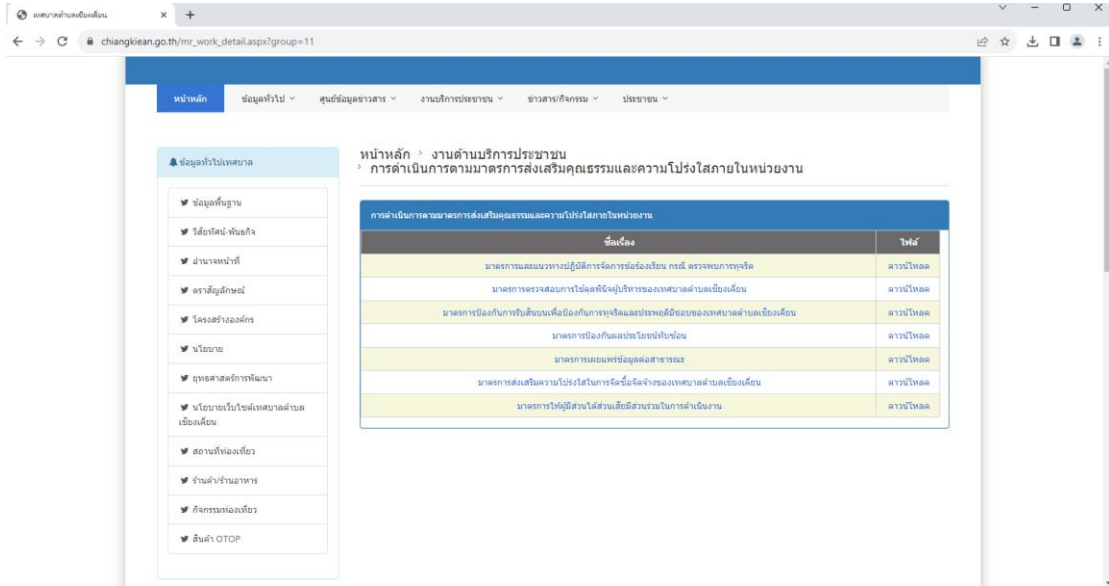 เทศบาลตำบลเชียงเคี่ยน
chiangkiean.go.th/mr_work_detail.aspx?group=11
หน้าหลัก ข้อมูลทั่วไป ศูนย์ข้อมูลข่าวสาร งานบริการประชาชน ข่าวสาร/กิจกรรม ประชาชน
ข้อมูลทั่วไปเทศบาล
ข้อมูลพื้นฐาน
วิสัยทัศน์-พันธกิจ
อำนาจหน้าที่
ตราสัญลักษณ์
โครงสร้างองค์กร
นโยบาย
ยุทธศาสตร์การพัฒนา
นโยบายเว็บไซต์เทศบาลตำบล
เชียงเคี่ยน
สถานที่ท่องเที่ยว
ร้านค้า/ร้านอาหาร
กิจกรรมท่องเที่ยว
สินค้า OTOP
หน้าหลัก > งานด้านบริการประชาชน
> การดำเนินการตามมาตรการส่งเสริมคุณธรรมและความโปร่งใสภายในหน่วยงาน
การดำเนินการตามมาตรการส่งเสริมคุณธรรมและความโปร่งใสภายในหน่วยงาน
ชื่อเรื่อง ไฟล์
มาตรการและแนวทางปฏิบัติการจัดการข้อร้องเรียน กรณี ตรวจพบการทุจริต ดาวน์โหลด
มาตรการตรวจสอบการใช้ดุลพินิจผู้บริหารของเทศบาลตำบลเชียงเคี่ยน ดาวน์โหลด
มาตรการป้องกันการรับสินบนเพื่อป้องกันการทุจริตและประพฤติมิชอบของเทศบาลตำบลเชียงเคี่ยน ดาวน์โหลด
มาตรการป้องกันผลประโยชน์ทับซ้อน ดาวน์โหลด
มาตรการเผยแพร่ข้อมูลต่อสาธารณะ ดาวน์โหลด
มาตรการส่งเสริมความโปร่งใสในการจัดซื้อจัดจ้างของเทศบาลตำบลเชียงเคี่ยน ดาวน์โหลด
มาตรการให้ผู้มีส่วนได้ส่วนเสียมีส่วนร่วมในการดำเนินงาน ดาวน์โหลด